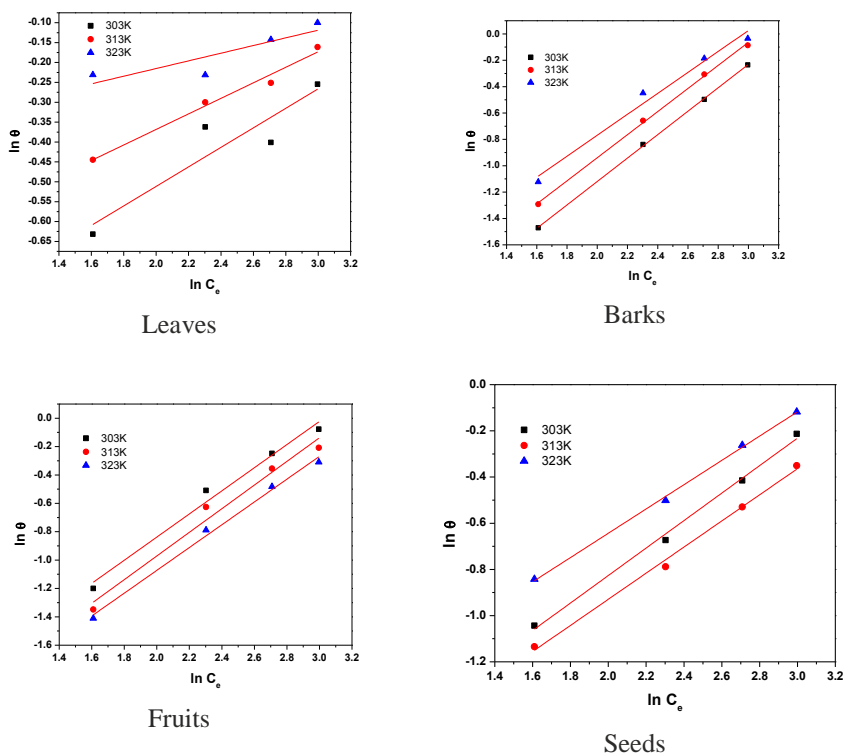 -0.10
-0.15
-0.20
-0.25
-0.30
-0.35
-0.40
-0.45
-0.50
-0.55
-0.60
-0.65
ln θ
303K
313K
323K
1.4 1.6 1.8 2.0 2.2 2.4 2.6 2.8 3.0 3.2
ln Cₑ
Leaves
0.2
0.0
-0.2
-0.4
-0.6
-0.8
-1.0
-1.2
-1.4
-1.6
ln θ
303K
313K
323K
1.4 1.6 1.8 2.0 2.2 2.4 2.6 2.8 3.0 3.2
ln Cₑ
Barks
0.0
-0.2
-0.4
-0.6
-0.8
-1.0
-1.2
-1.4
-1.6
ln θ
303K
313K
323K
1.4 1.6 1.8 2.0 2.2 2.4 2.6 2.8 3.0 3.2
ln Cₑ
Fruits
0.0
-0.2
-0.4
-0.6
-0.8
-1.0
-1.2
ln θ
303K
313K
323K
1.4 1.6 1.8 2.0 2.2 2.4 2.6 2.8 3.0 3.2
ln Cₑ
Seeds